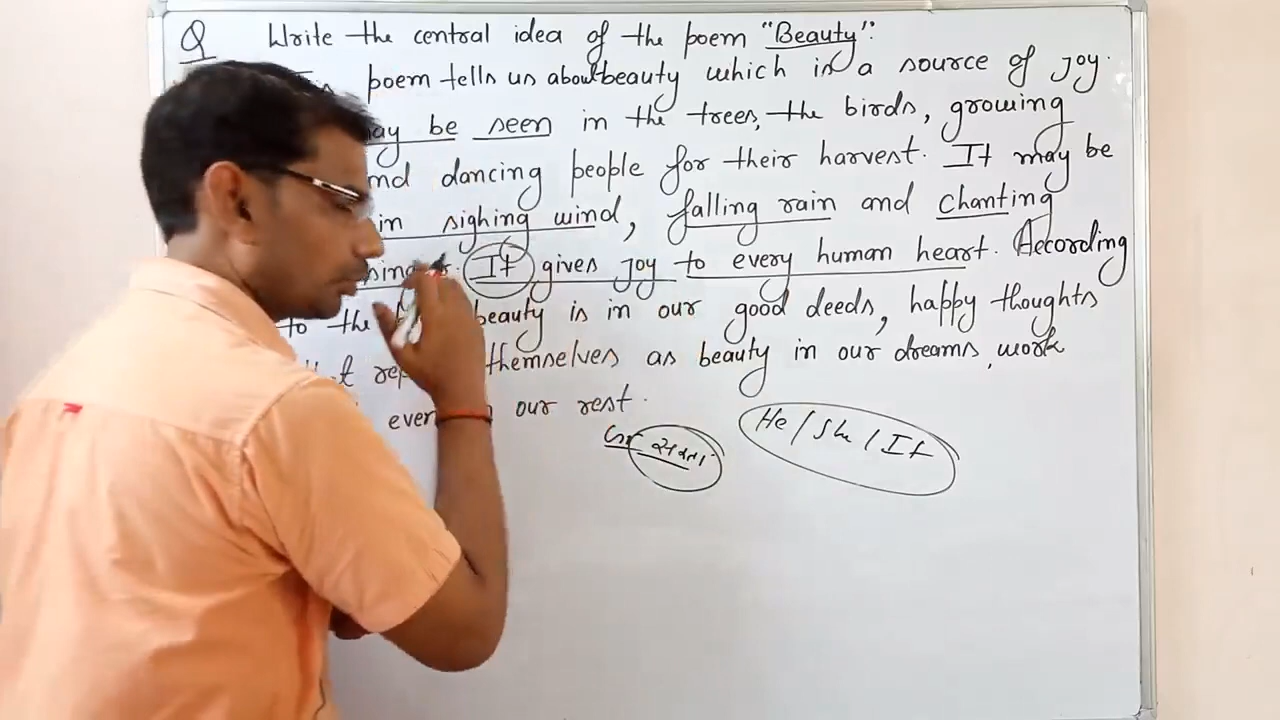 Q Write the central idea of the poem "Beauty".
poem tells us about beauty which is a source of joy.
may be seen in the trees, the birds, growing
and dancing people for their harvest. It may be
in sighing wind, falling rain and chanting
It gives joy to every human heart. According
to the beauty is in our good deeds, happy thoughts
themselves as beauty in our dreams, work
even our rest.
He / She / It